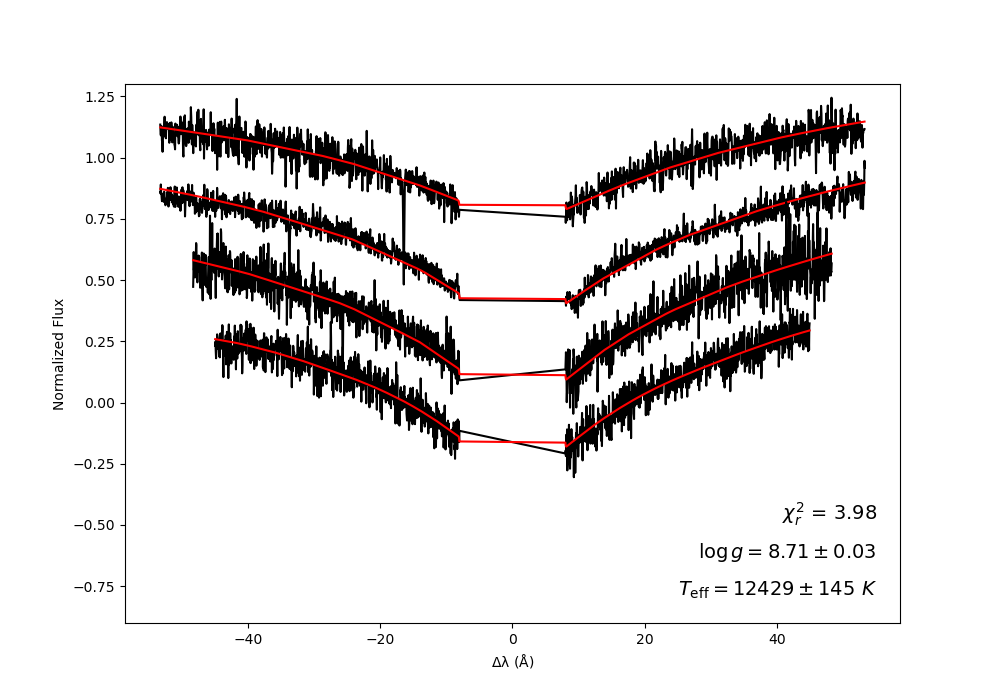 1.25
1.00
0.75
0.50
0.25
0.00
−0.25
−0.50
−0.75
Normalized Flux
χ²ᵣ = 3.98
log g = 8.71 ± 0.03
T_eff = 12429 ± 145 K
−40 −20 0 20 40
Δλ (Å)